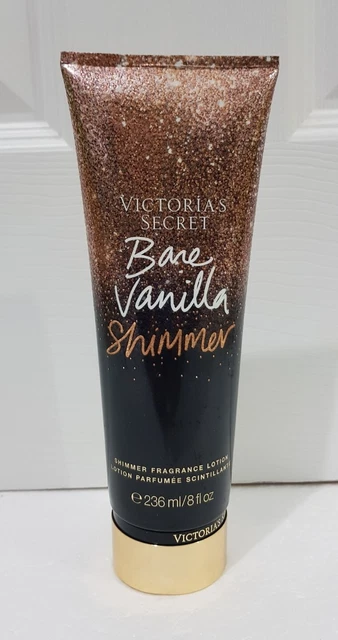 VICTORIA'S
SECRET
Bare
Vanilla
Shimmer
SHIMMER FRAGRANCE LOTION
LOTION PARFUMÉE SCINTILLANTE
℮ 236 ml/8 fl oz
VICTORIA'S